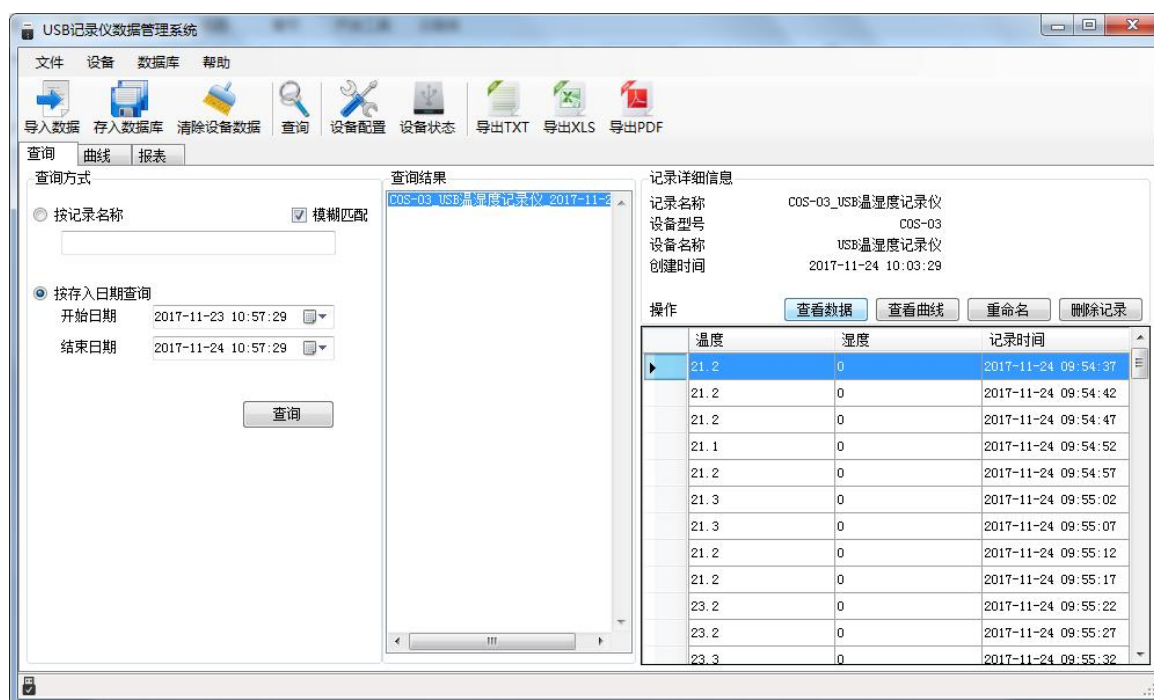 USB记录仪数据管理系统
文件 设备 数据库 帮助
导入数据 存入数据库 清除设备数据 查询 设备配置 设备状态 导出TXT 导出XLS 导出PDF
查询 曲线 报表
查询方式
按记录名称 模糊匹配
按存入日期查询
开始日期 2017-11-23 10:57:29
结束日期 2017-11-24 10:57:29
查询
查询结果
COS-03_USB温湿度记录仪_2017-11-2
记录详细信息
记录名称 COS-03_USB温湿度记录仪
设备型号 COS-03
设备名称 USB温湿度记录仪
创建时间 2017-11-24 10:03:29
操作 查看数据 查看曲线 重命名 删除记录
温度 湿度 记录时间
21.2 0 2017-11-24 09:54:37
21.2 0 2017-11-24 09:54:42
21.2 0 2017-11-24 09:54:47
21.1 0 2017-11-24 09:54:52
21.2 0 2017-11-24 09:54:57
21.3 0 2017-11-24 09:55:02
21.3 0 2017-11-24 09:55:07
21.2 0 2017-11-24 09:55:12
21.2 0 2017-11-24 09:55:17
23.2 0 2017-11-24 09:55:22
23.2 0 2017-11-24 09:55:27
23.3 0 2017-11-24 09:55:32